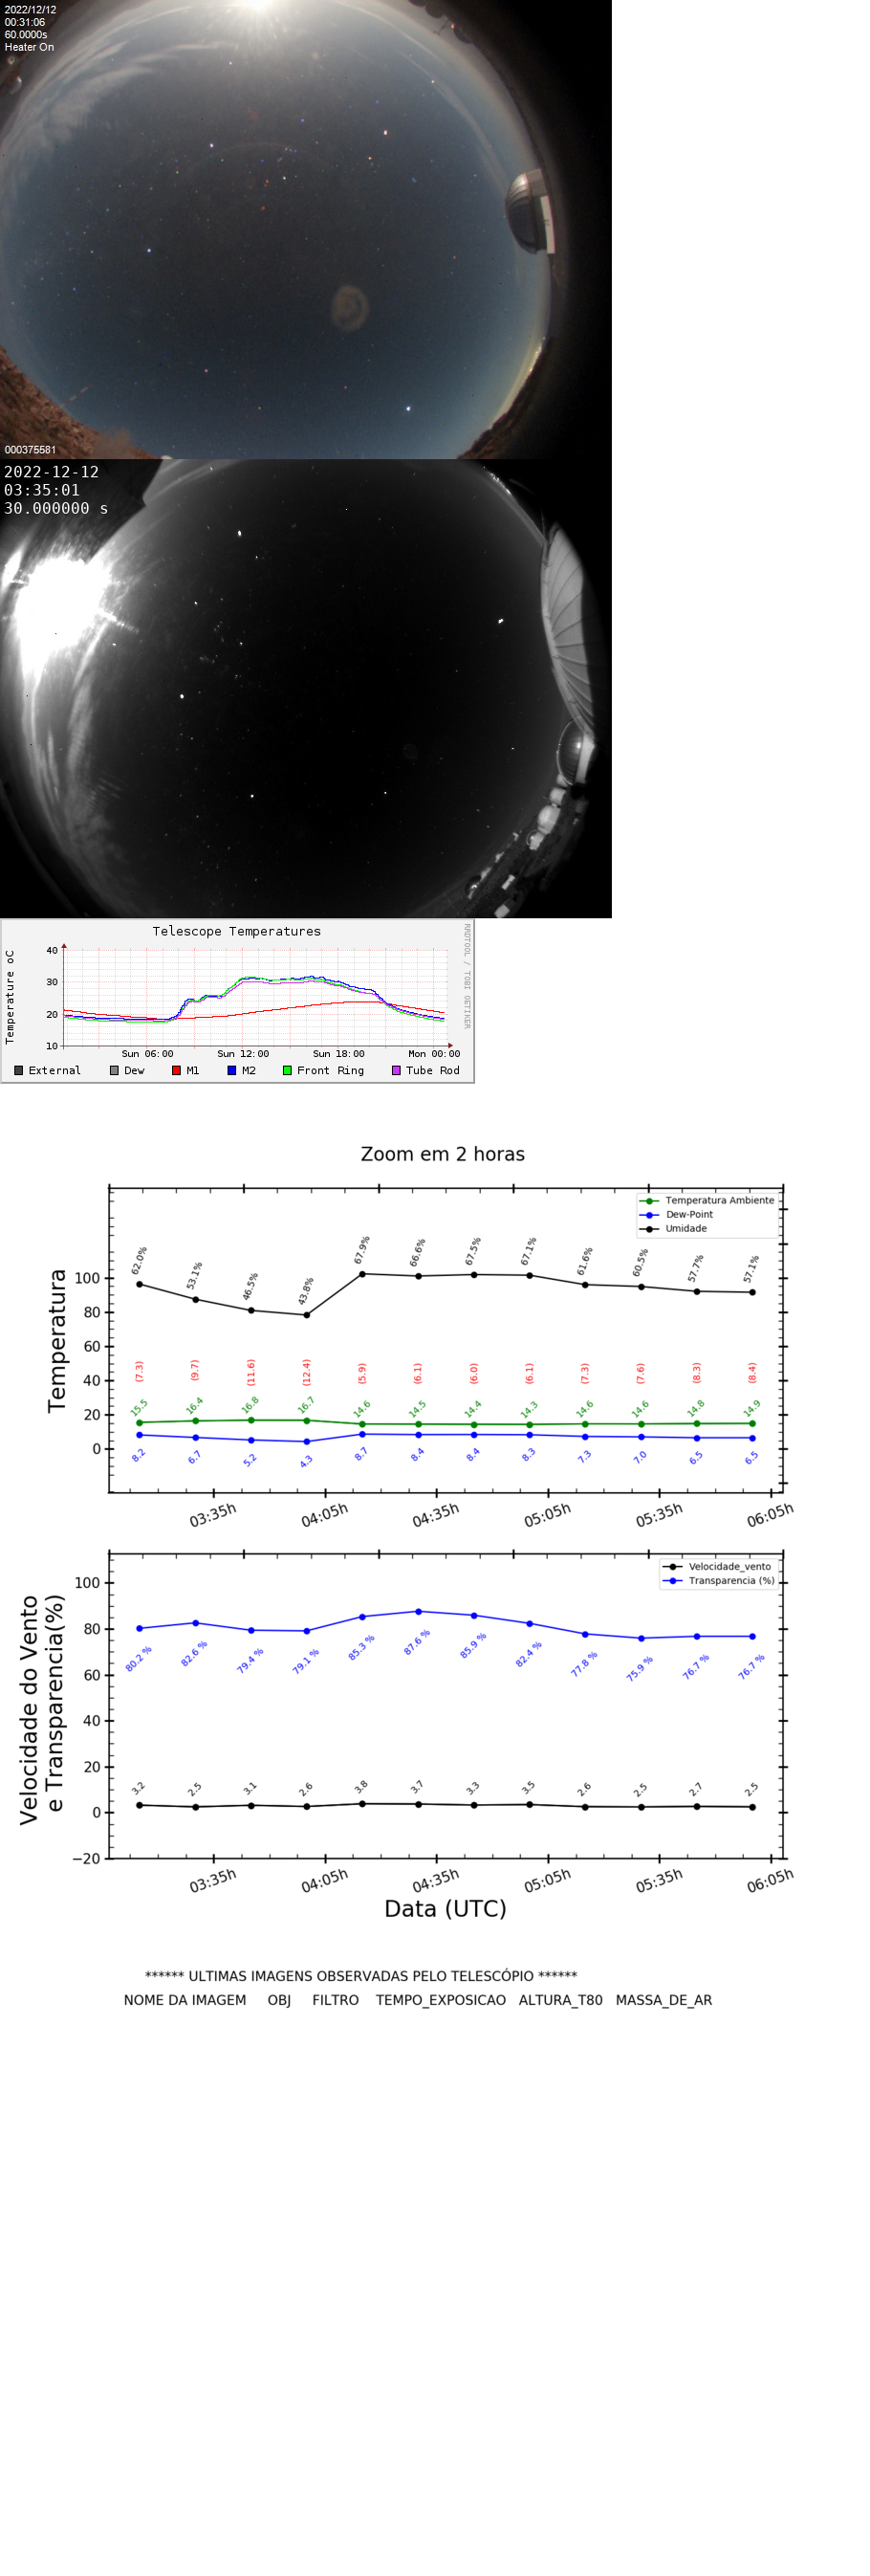 2022/12/12
00:31:06
60.0000s
Heater On
000375581
2022-12-12
03:35:01
30.000000 s
Telescope Temperatures
RRDTOOL / TOBI OETIKER
Temperature oC
40
30
20
10
Sun 06:00 Sun 12:00 Sun 18:00 Mon 00:00
External Dew M1 M2 Front Ring Tube Rod
Zoom em 2 horas
Temperatura Ambiente
Dew-Point
Umidade
Temperatura
100
80
60
40
20
0
62.0% 53.1% 46.5% 43.8% 67.9% 66.6% 67.5% 67.1% 61.6% 60.5% 57.7% 57.1%
(7.3) (9.7) (11.6) (12.4) (5.9) (6.1) (6.0) (6.1) (7.3) (7.6) (8.3) (8.4)
15.5 16.4 16.8 16.7 14.6 14.5 14.4 14.3 14.6 14.6 14.8 14.9
8.2 6.7 5.2 4.3 8.7 8.4 8.4 8.3 7.3 7.0 6.5 6.5
03:35h 04:05h 04:35h 05:05h 05:35h 06:05h
Velocidade_vento
Transparencia (%)
Velocidade do Vento
e Transparencia(%)
100
80
60
40
20
0
−20
80.2 % 82.6 % 79.4 % 79.1 % 85.3 % 87.6 % 85.9 % 82.4 % 77.8 % 75.9 % 76.7 % 76.7 %
3.2 2.5 3.1 2.6 3.8 3.7 3.3 3.5 2.6 2.5 2.7 2.5
03:35h 04:05h 04:35h 05:05h 05:35h 06:05h
Data (UTC)
****** ULTIMAS IMAGENS OBSERVADAS PELO TELESCÓPIO ******
NOME DA IMAGEM OBJ FILTRO TEMPO_EXPOSICAO ALTURA_T80 MASSA_DE_AR